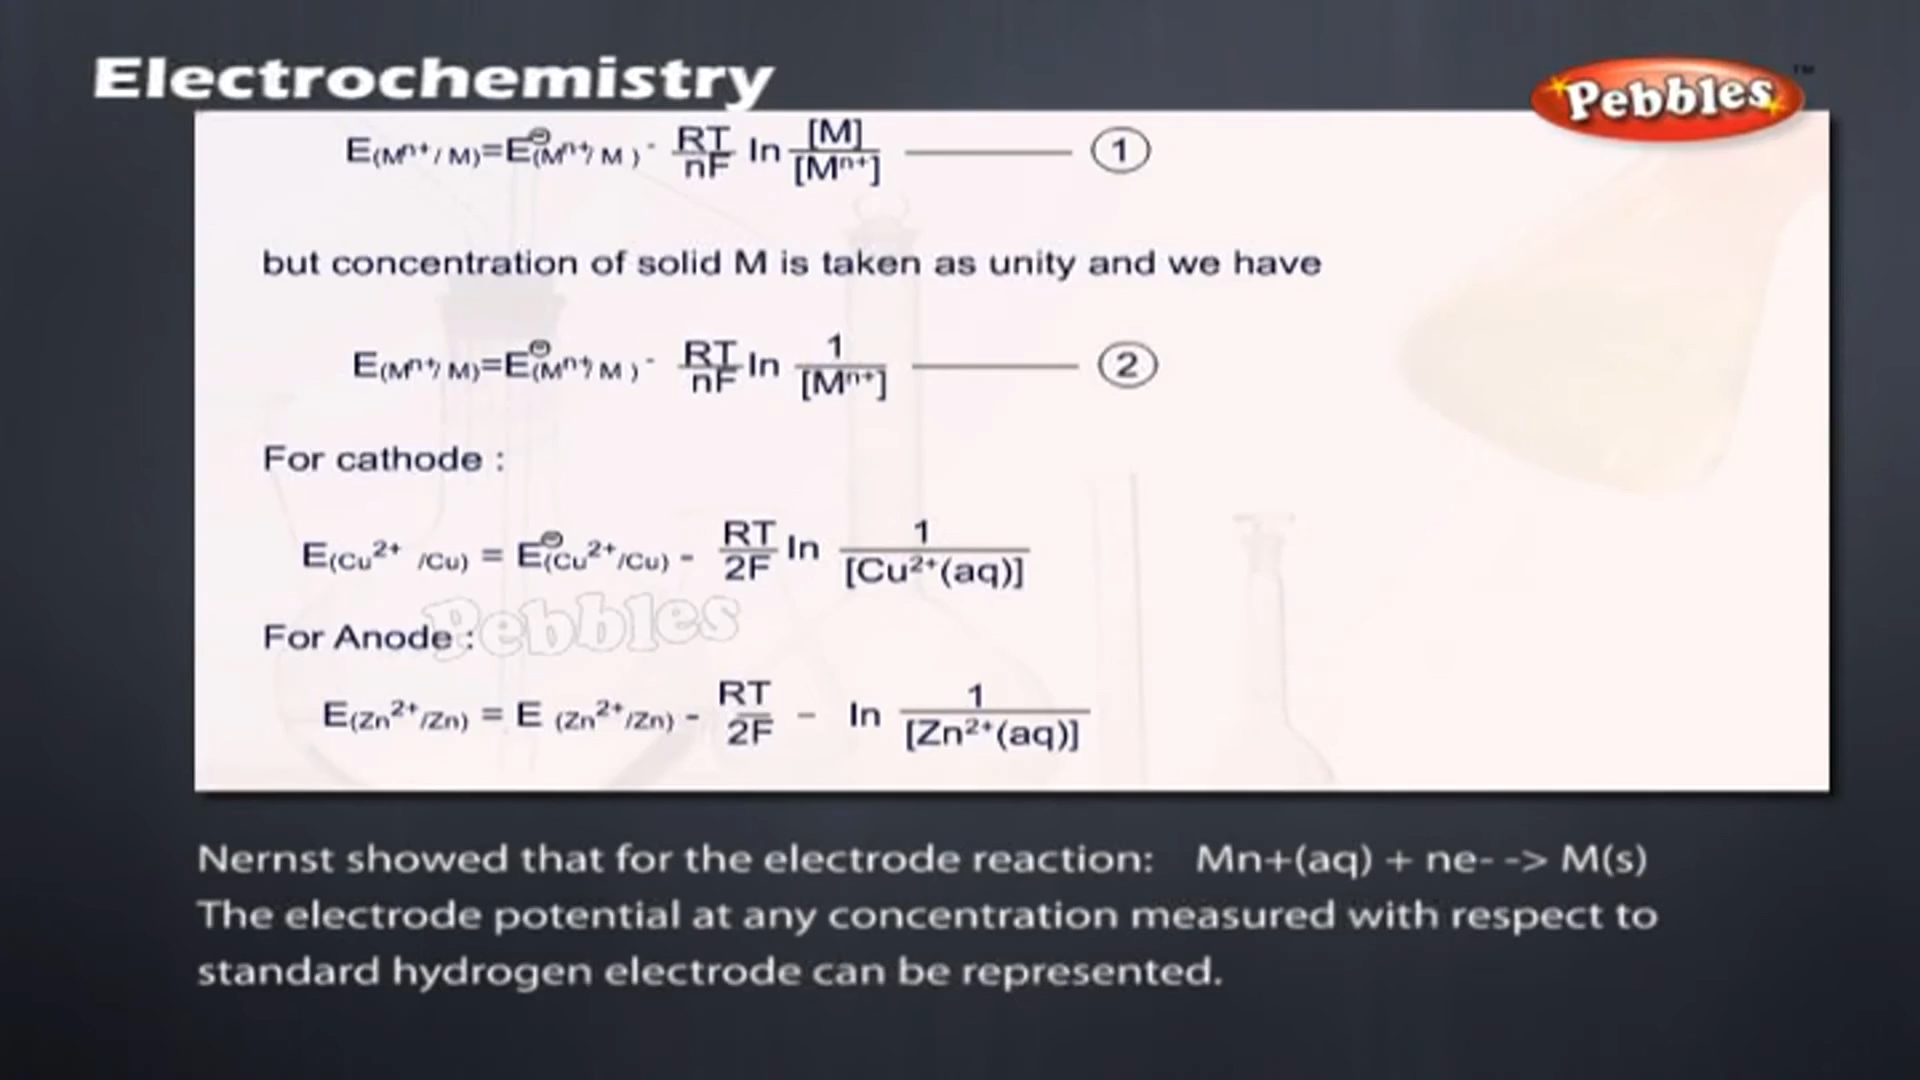 Electrochemistry
Pebbles™
E(Mⁿ⁺/ M)=E⊖(Mⁿ⁺/ M ) - RT/nF ln [M]/[Mⁿ⁺] ——— ①
but concentration of solid M is taken as unity and we have
E(Mⁿ⁺/ M)=E⊖(Mⁿ⁺/ M ) - RT/nF ln 1/[Mⁿ⁺] ——— ②
For cathode :
E(Cu²⁺ /Cu) = E⊖(Cu²⁺/Cu) - RT/2F ln 1/[Cu²⁺(aq)]
Pebbles
For Anode :
E(Zn²⁺/Zn) = E (Zn²⁺/Zn) - RT/2F - ln 1/[Zn²⁺(aq)]
Nernst showed that for the electrode reaction: Mn+(aq) + ne- -> M(s)
The electrode potential at any concentration measured with respect to
standard hydrogen electrode can be represented.